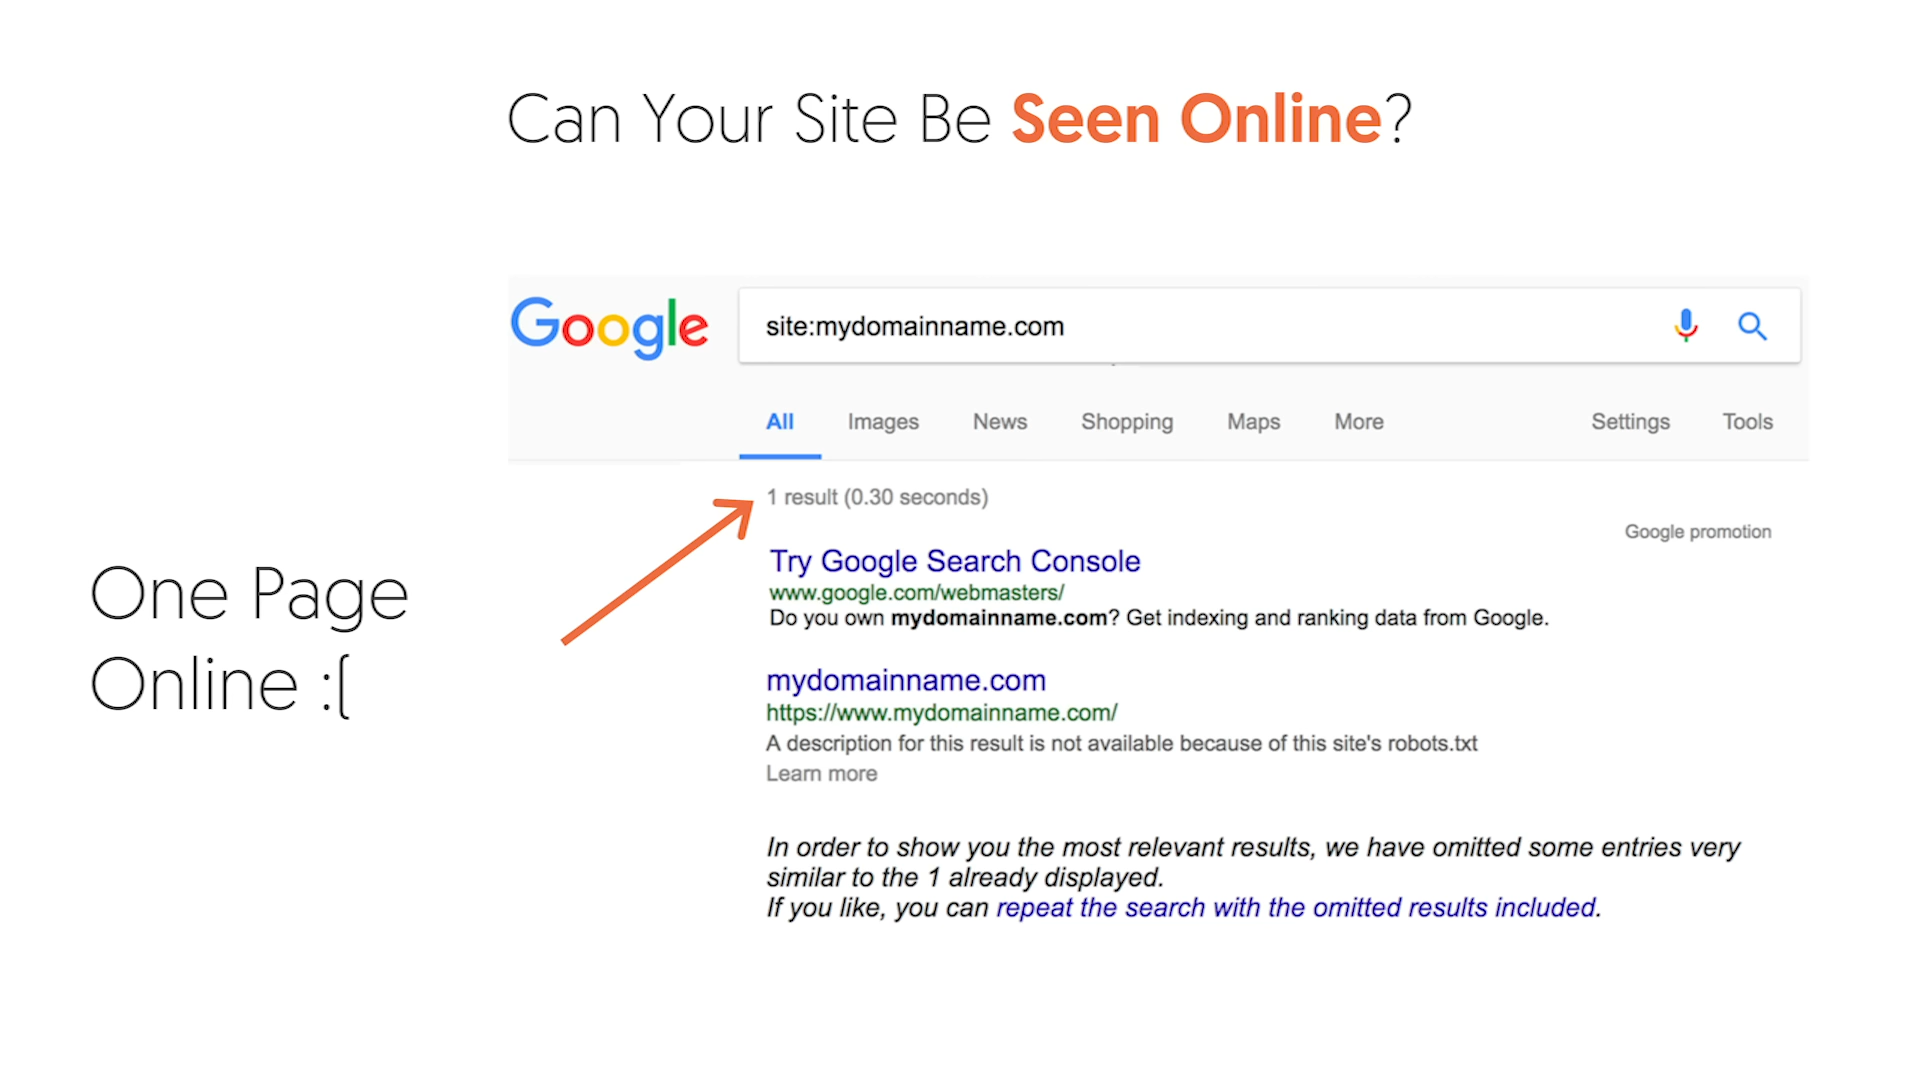 Can Your Site Be Seen Online?
Google
site:mydomainname.com
All Images News Shopping Maps More Settings Tools
1 result (0.30 seconds)
Google promotion
Try Google Search Console
www.google.com/webmasters/
Do you own mydomainname.com? Get indexing and ranking data from Google.
One Page
Online :(
mydomainname.com
https://www.mydomainname.com/
A description for this result is not available because of this site's robots.txt
Learn more
In order to show you the most relevant results, we have omitted some entries very
similar to the 1 already displayed.
If you like, you can repeat the search with the omitted results included.